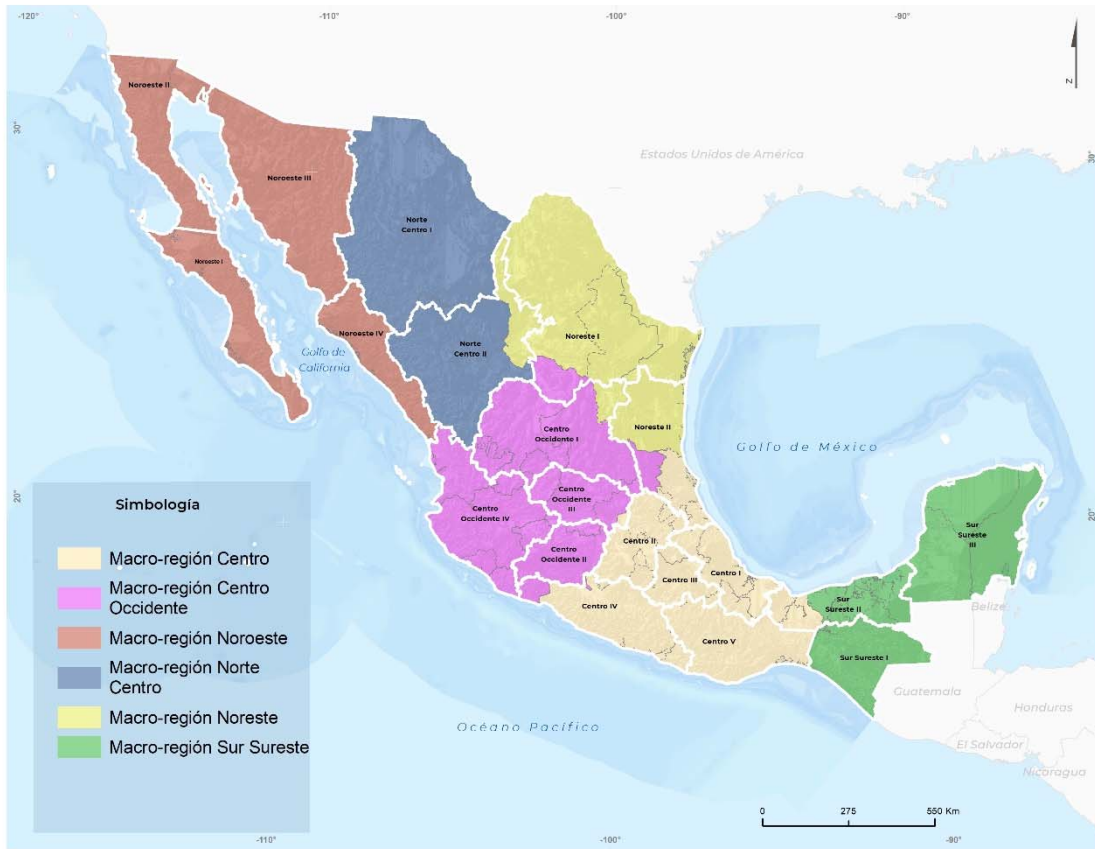 -120°
-110°
-100°
-90°
N
30°
30°
Noroeste II
Estados Unidos de América
Noroeste III
Norte
Centro I
Noroeste I
Noroeste IV
Noreste I
Golfo de
California
Norte
Centro II
Noreste II
Centro
Occidente I
Golfo de México
20°
20°
Centro
Occidente III
Centro
Occidente IV
Sur
Sureste
III
Centro II
Centro
Occidente II
Centro I
Centro III
Centro IV
Sur
Sureste II
Belize
Centro V
Sur Sureste I
Guatemala
Honduras
El Salvador
Nicaragua
Océano Pacífico
Simbología
Macro-región Centro
Macro-región Centro
Occidente
Macro-región Noroeste
Macro-región Norte
Centro
Macro-región Noreste
Macro-región Sur Sureste
0 275 550 Km
-110°
-100°
-90°